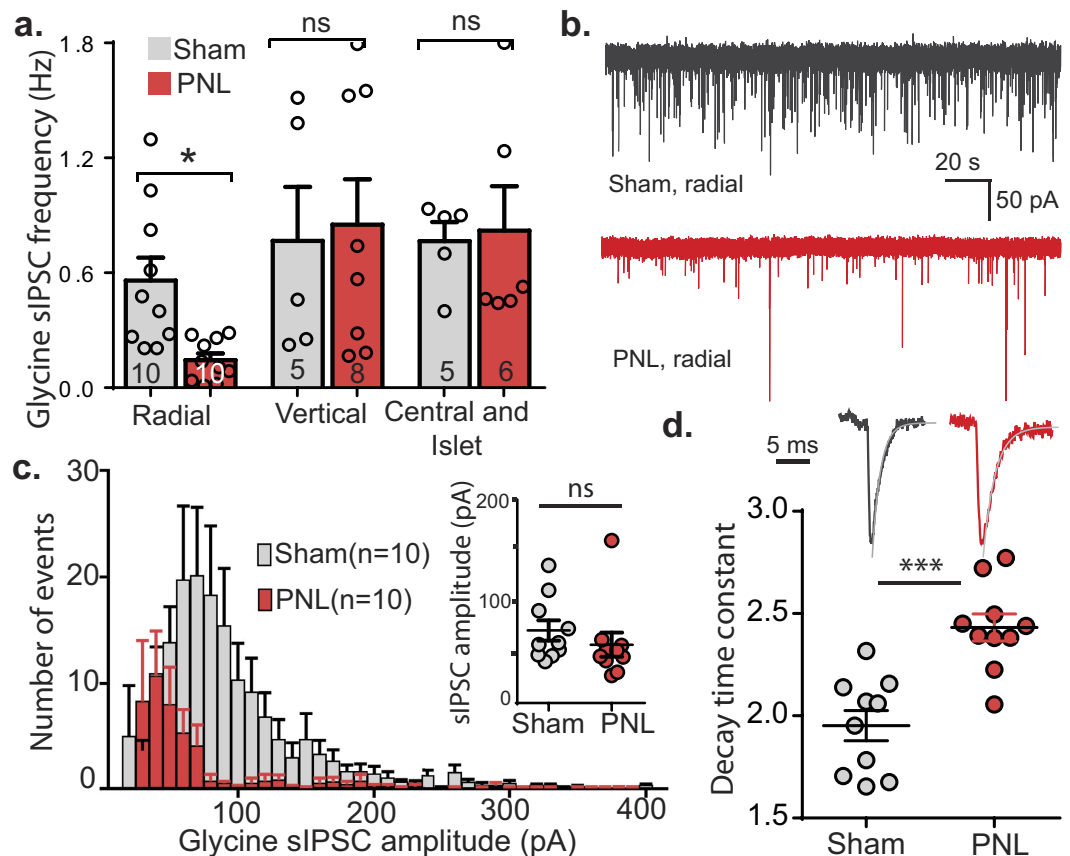 a.
Glycine sIPSC frequency (Hz)
1.8
1.2
0.6
0.0
Sham
PNL
*
ns
ns
10
10
5
8
5
6
Radial
Vertical
Central and
Islet
b.
Sham, radial
20 s
50 pA
PNL, radial
c.
Number of events
30
20
10
0
Sham(n=10)
PNL(n=10)
100
200
300
400
Glycine sIPSC amplitude (pA)
sIPSC amplitude (pA)
200
100
0
ns
Sham
PNL
d.
5 ms
Decay time constant
3.0
2.5
2.0
1.5
***
Sham
PNL